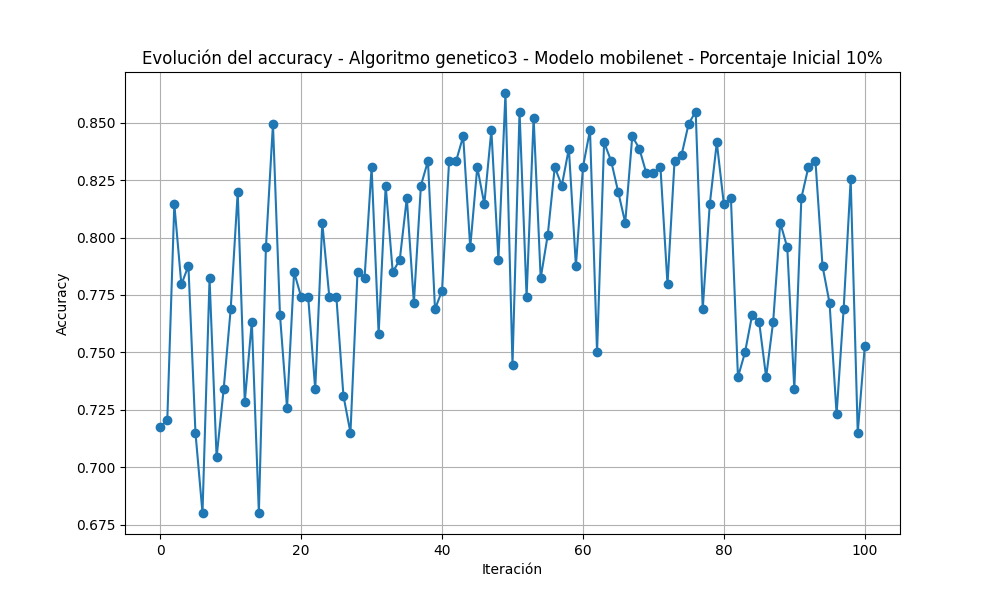 Evolución del accuracy - Algoritmo genetico3 - Modelo mobilenet - Porcentaje Inicial 10%
0.850
0.825
0.800
0.775
0.750
0.725
0.700
0.675
Accuracy
0 20 40 60 80 100
Iteración